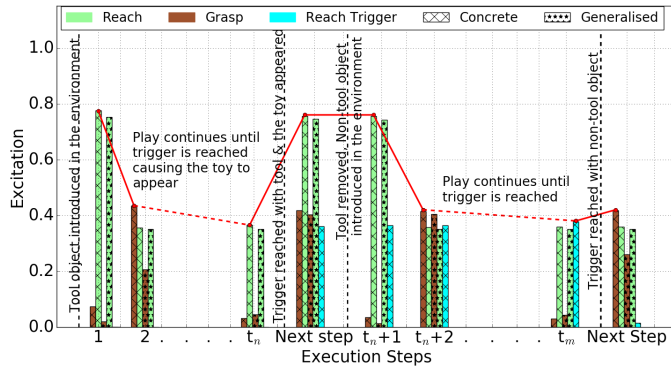 Reach Grasp Reach Trigger Concrete Generalised
1.0
0.8
0.6
0.4
0.2
0.0
Excitation
Tool object introduced in the environment
Play continues until
trigger is reached
causing the toy to
appear
Trigger reached with tool & the toy appeared
Tool removed. Non-tool object
introduced in the environment
Play continues until
trigger is reached
Trigger reached with non-tool object
1 2 . . . . tn Next step tn+1 tn+2 . . . . tm Next Step
Execution Steps